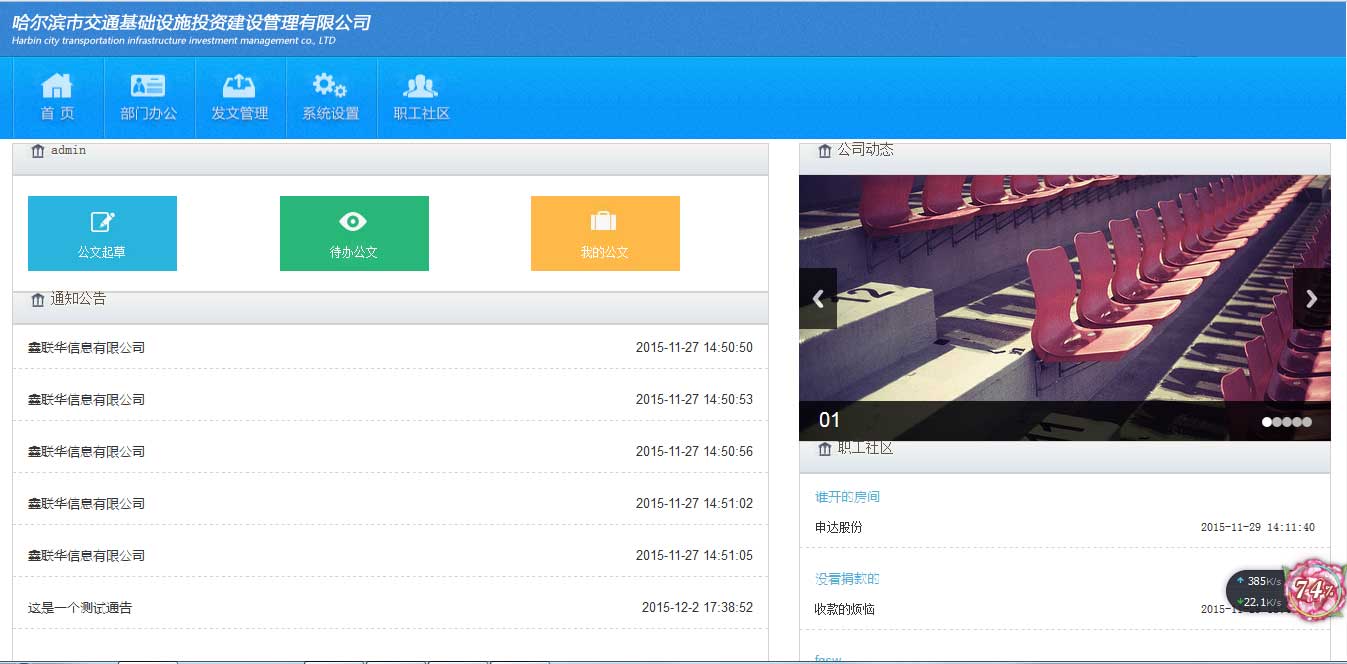 哈尔滨市交通基础设施投资建设管理有限公司
Harbin city transportation infrastructure investment management co., LTD
首 页
部门办公
发文管理
系统设置
职工社区
admin
公文起草
待办公文
我的公文
通知公告
鑫联华信息有限公司 2015-11-27 14:50:50
鑫联华信息有限公司 2015-11-27 14:50:53
鑫联华信息有限公司 2015-11-27 14:50:56
鑫联华信息有限公司 2015-11-27 14:51:02
鑫联华信息有限公司 2015-11-27 14:51:05
这是一个测试通告 2015-12-2 17:38:52
公司动态
01
职工社区
谁开的房间
申达股份 2015-11-29 14:11:40
没看捐款的
收款的烦恼 2015-
385K/s
22.1K/s
74%